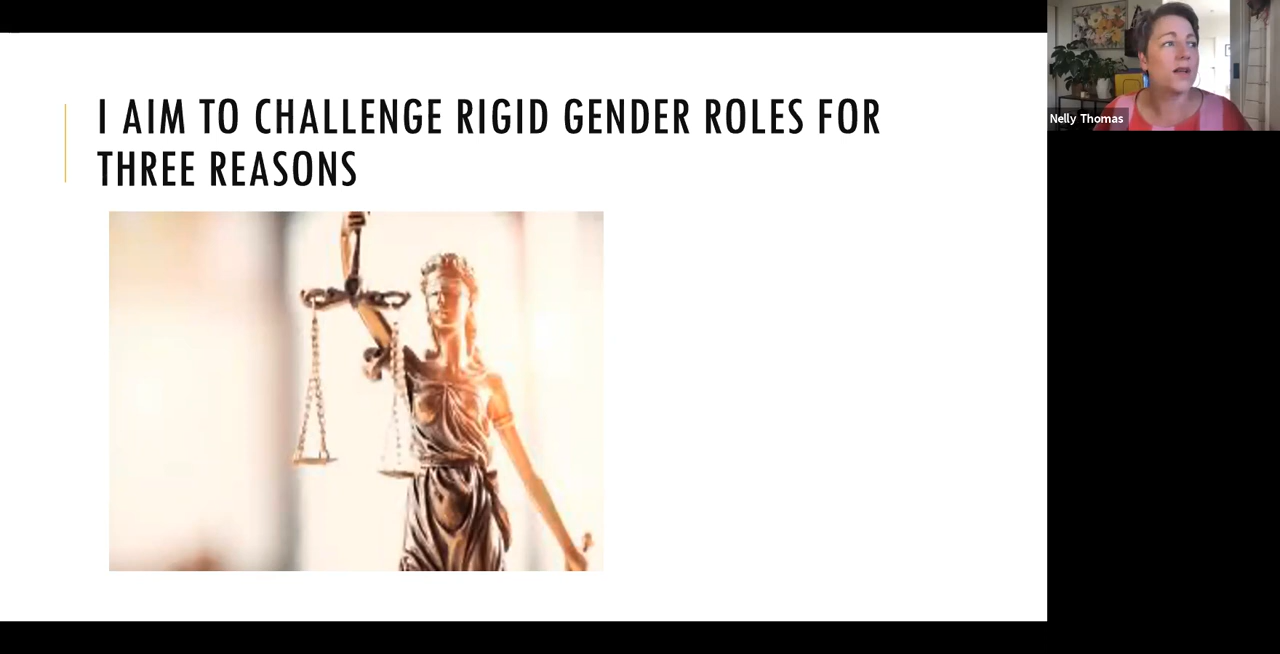 I AIM TO CHALLENGE RIGID GENDER ROLES FOR
THREE REASONS
Nelly Thomas